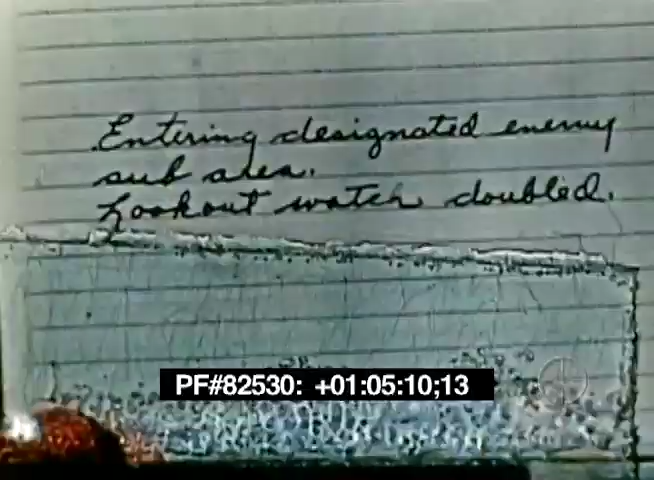 Entering designated enemy
sub area.
Lookout watch doubled.
PF#82530: +01:05:10;13